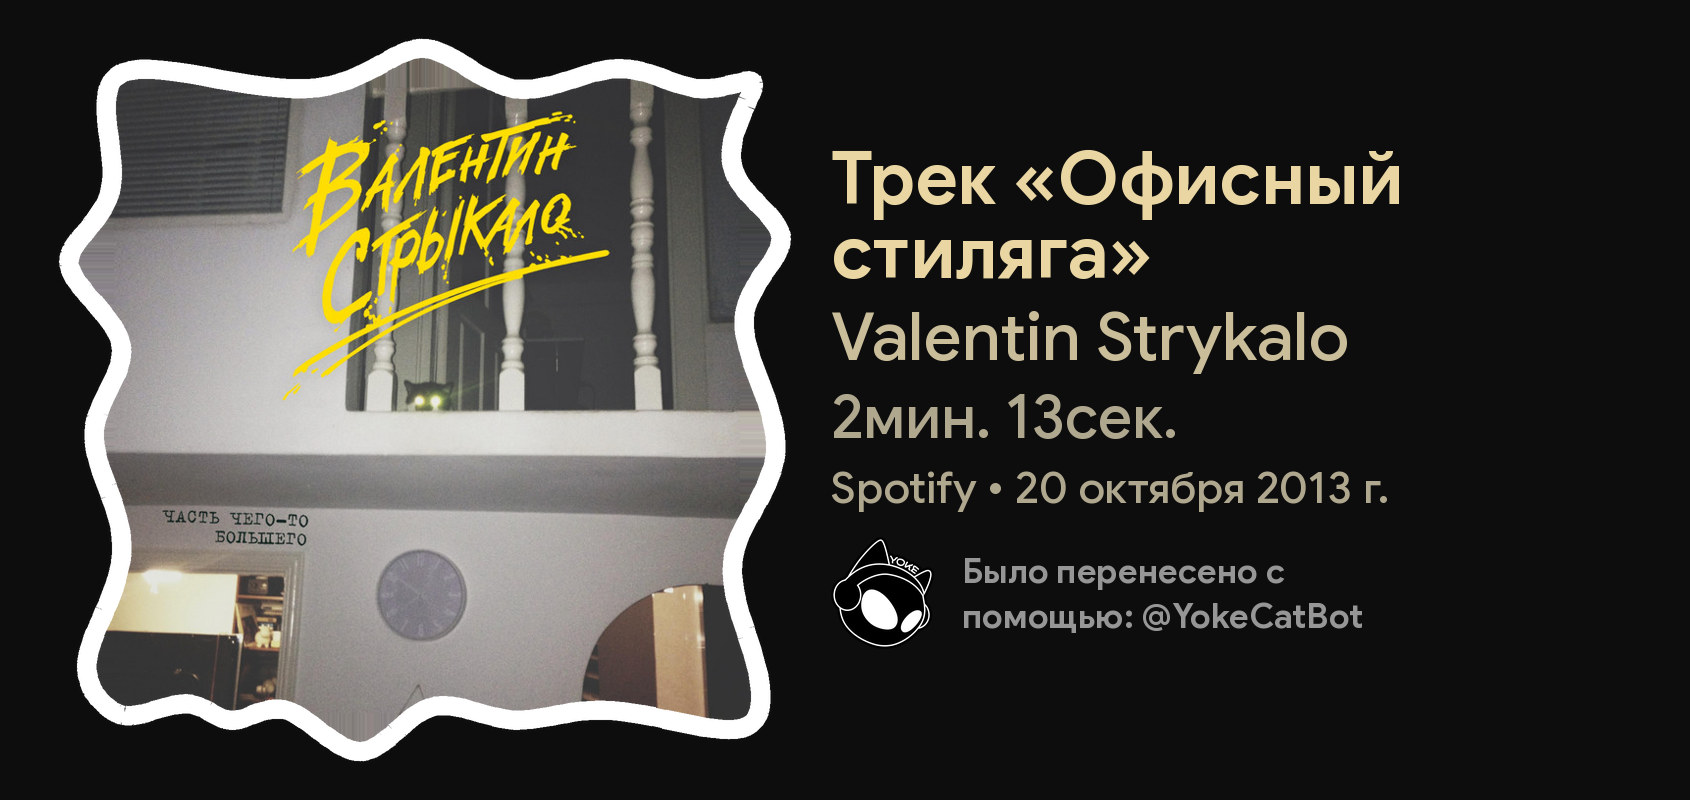 Валентин
Стрыкало
ЧАСТЬ ЧЕГО-ТО
БОЛЬШЕГО
Трек «Офисный
стиляга»
Valentin Strykalo
2мин. 13сек.
Spotify • 20 октября 2013 г.
YOKE
Было перенесено с
помощью: @YokeCatBot